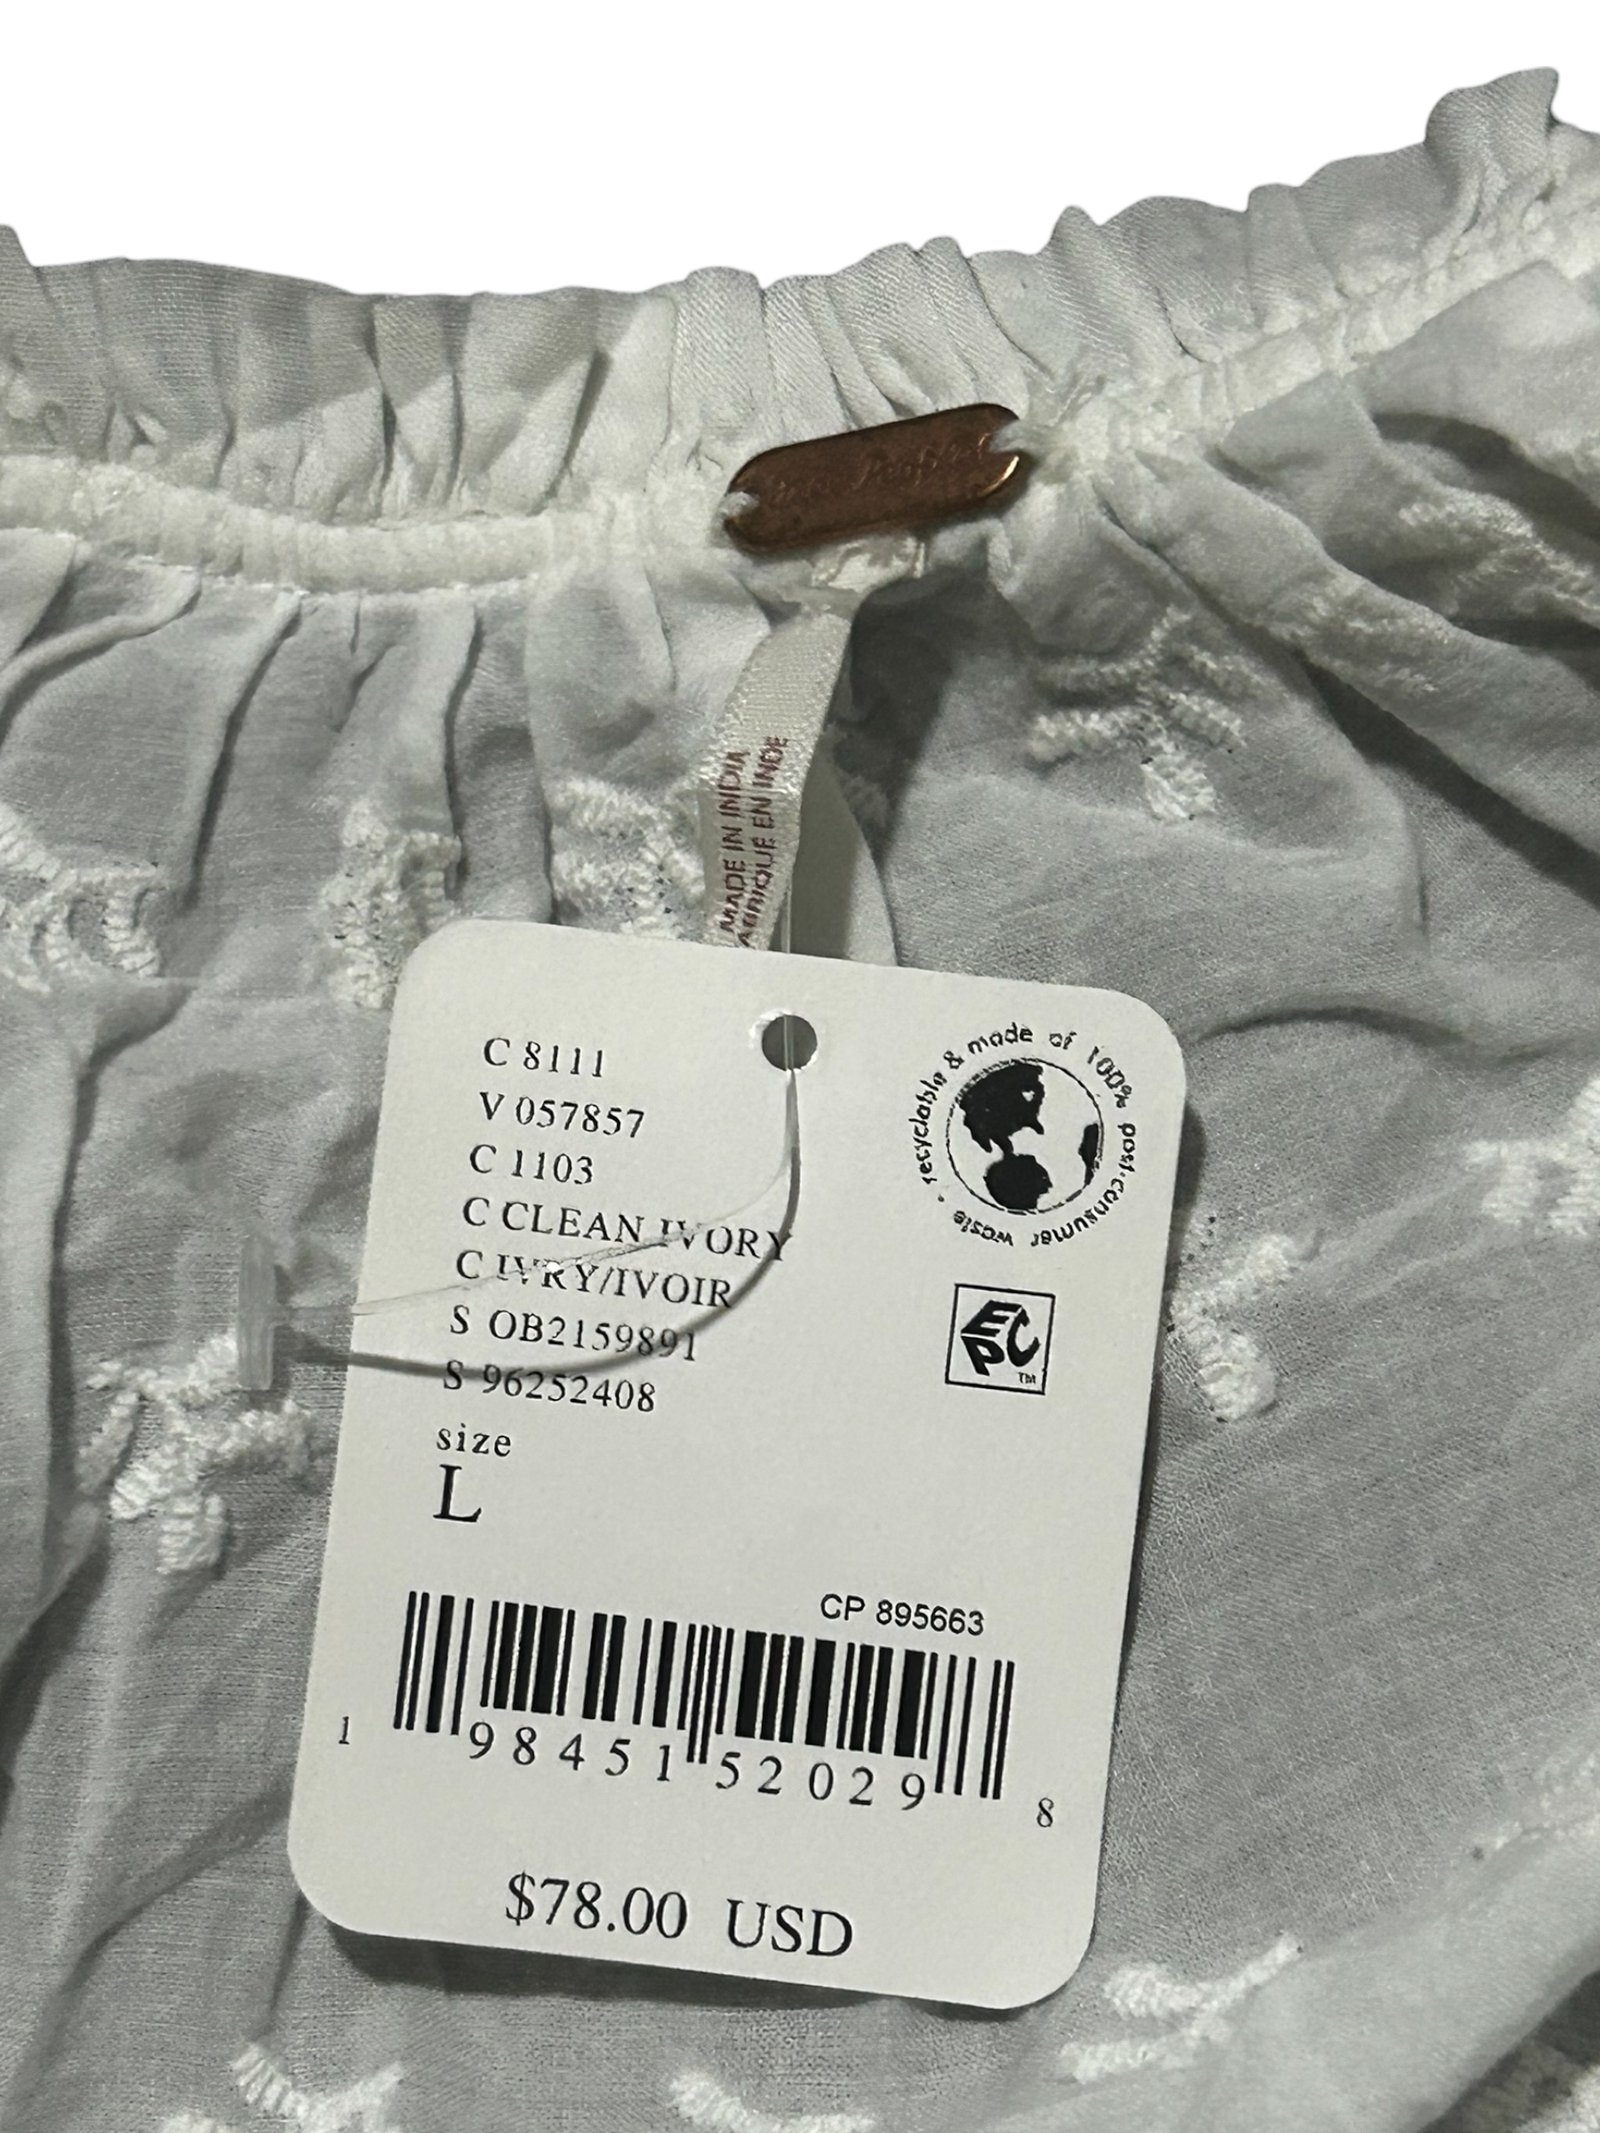 MADE IN INDIA
FABRIQUE EN INDE
C 8111
V 057857
C 1103
C CLEAN IVORY
C IVRY/IVOIR
S OB2159891
S 96252408
size
L
recyclable & made of 100% post-consumer waste
EPC™
CP 895663
1 98451 52029 8
$78.00 USD